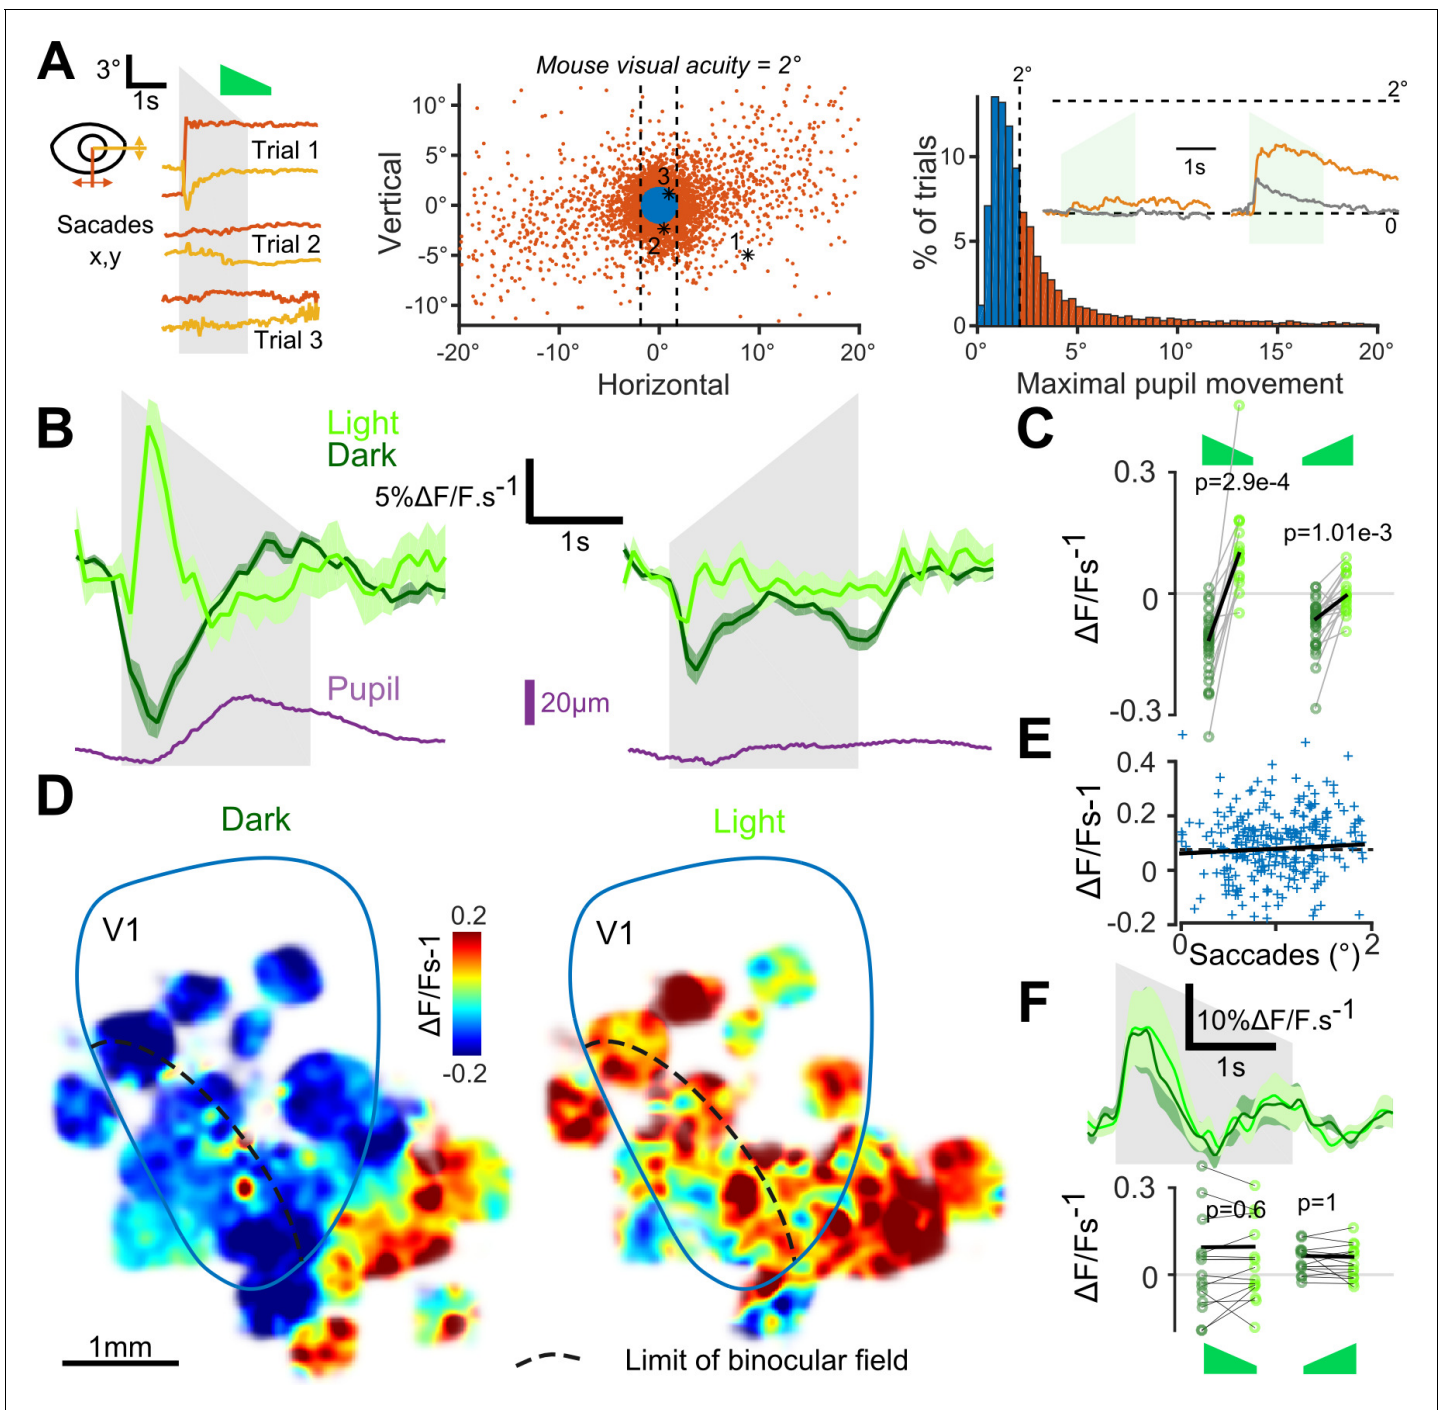 A
3°
1s
Sacades
x,y
Trial 1
Trial 2
Trial 3
Mouse visual acuity = 2°
Vertical
10°
5°
0°
-5°
-10°
3
2
1
-20°
-10°
0°
10°
20°
Horizontal
% of trials
10
5
0
2°
2°
1s
0
0°
5°
10°
15°
20°
Maximal pupil movement
B
Light
Dark
5%ΔF/F.s-1
1s
Pupil
20µm
C
0.3
p=2.9e-4
p=1.01e-3
ΔF/Fs-1
0
-0.3
D
Dark
Light
V1
V1
0.2
ΔF/Fs-1
-0.2
1mm
Limit of binocular field
E
0.4
0.2
0
-0.2
ΔF/Fs-1
0
2
Saccades (°)
F
10%ΔF/F.s-1
1s
0.3
p=0.6
p=1
ΔF/Fs-1
0